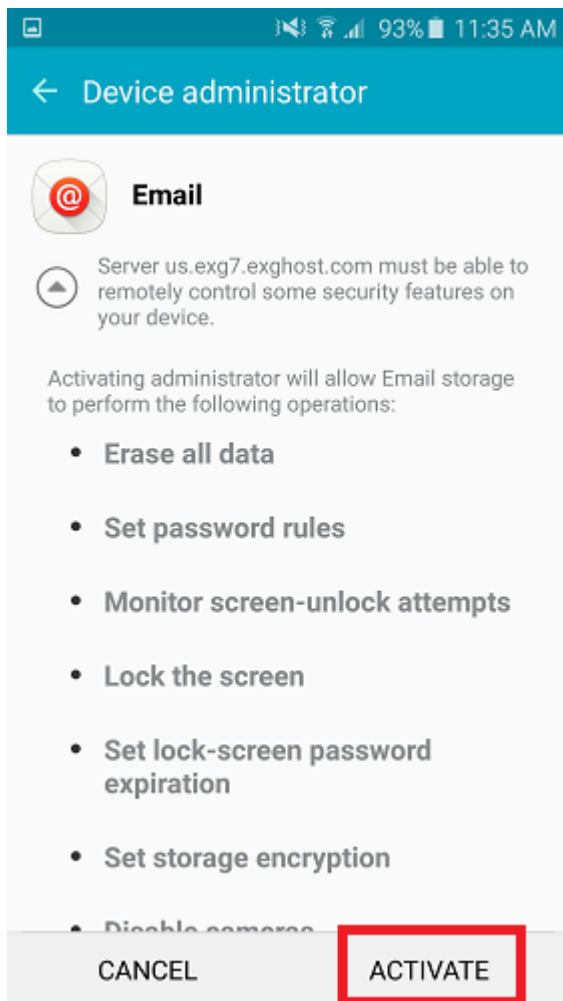 93% 11:35 AM
Device administrator
Email
Server us.exg7.exghost.com must be able to
remotely control some security features on
your device.
Activating administrator will allow Email storage
to perform the following operations:
• Erase all data
• Set password rules
• Monitor screen-unlock attempts
• Lock the screen
• Set lock-screen password
expiration
• Set storage encryption
• Disable cameras
CANCEL ACTIVATE